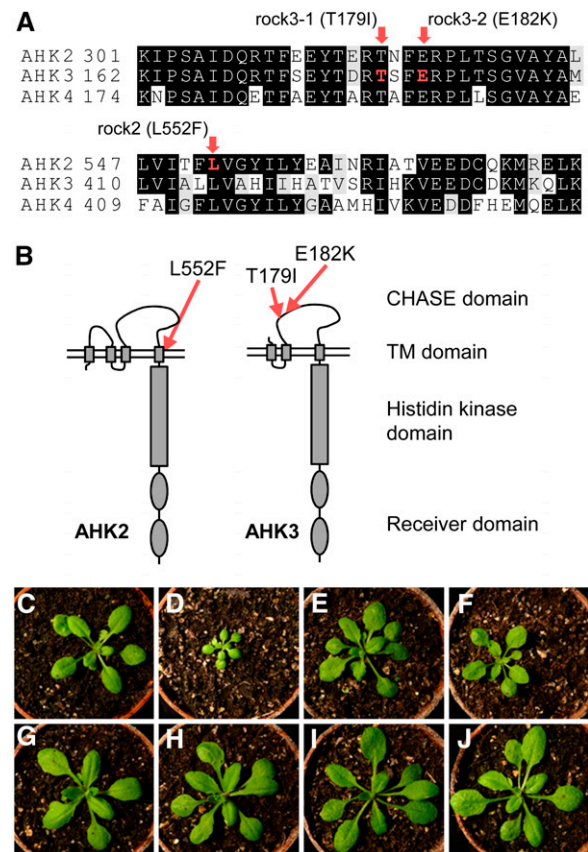 A
rock3-1 (T179I) rock3-2 (E182K)
AHK2 301 KIPSAIDQRTFEEYTERTNFERPLTSGVAYAL
AHK3 162 KIPSAIDQRTFSEYTDRTSFERPLTSGVAYAM
AHK4 174 KNPSAIDQETFAEYTARTAFERPLLSGVAYAE
rock2 (L552F)
AHK2 547 LVITFLVGYILYEAINRIATVEEDCQKMRELK
AHK3 410 LVIALLVAHIIHATVSRIHKVEEDCDKMKQLK
AHK4 409 FAIGFLVGYILYGAAMHIVKVEDDFHEMQELK
B
L552F
E182K
T179I
CHASE domain
TM domain
Histidin kinase
domain
AHK2 AHK3 Receiver domain
C D E F
G H I J